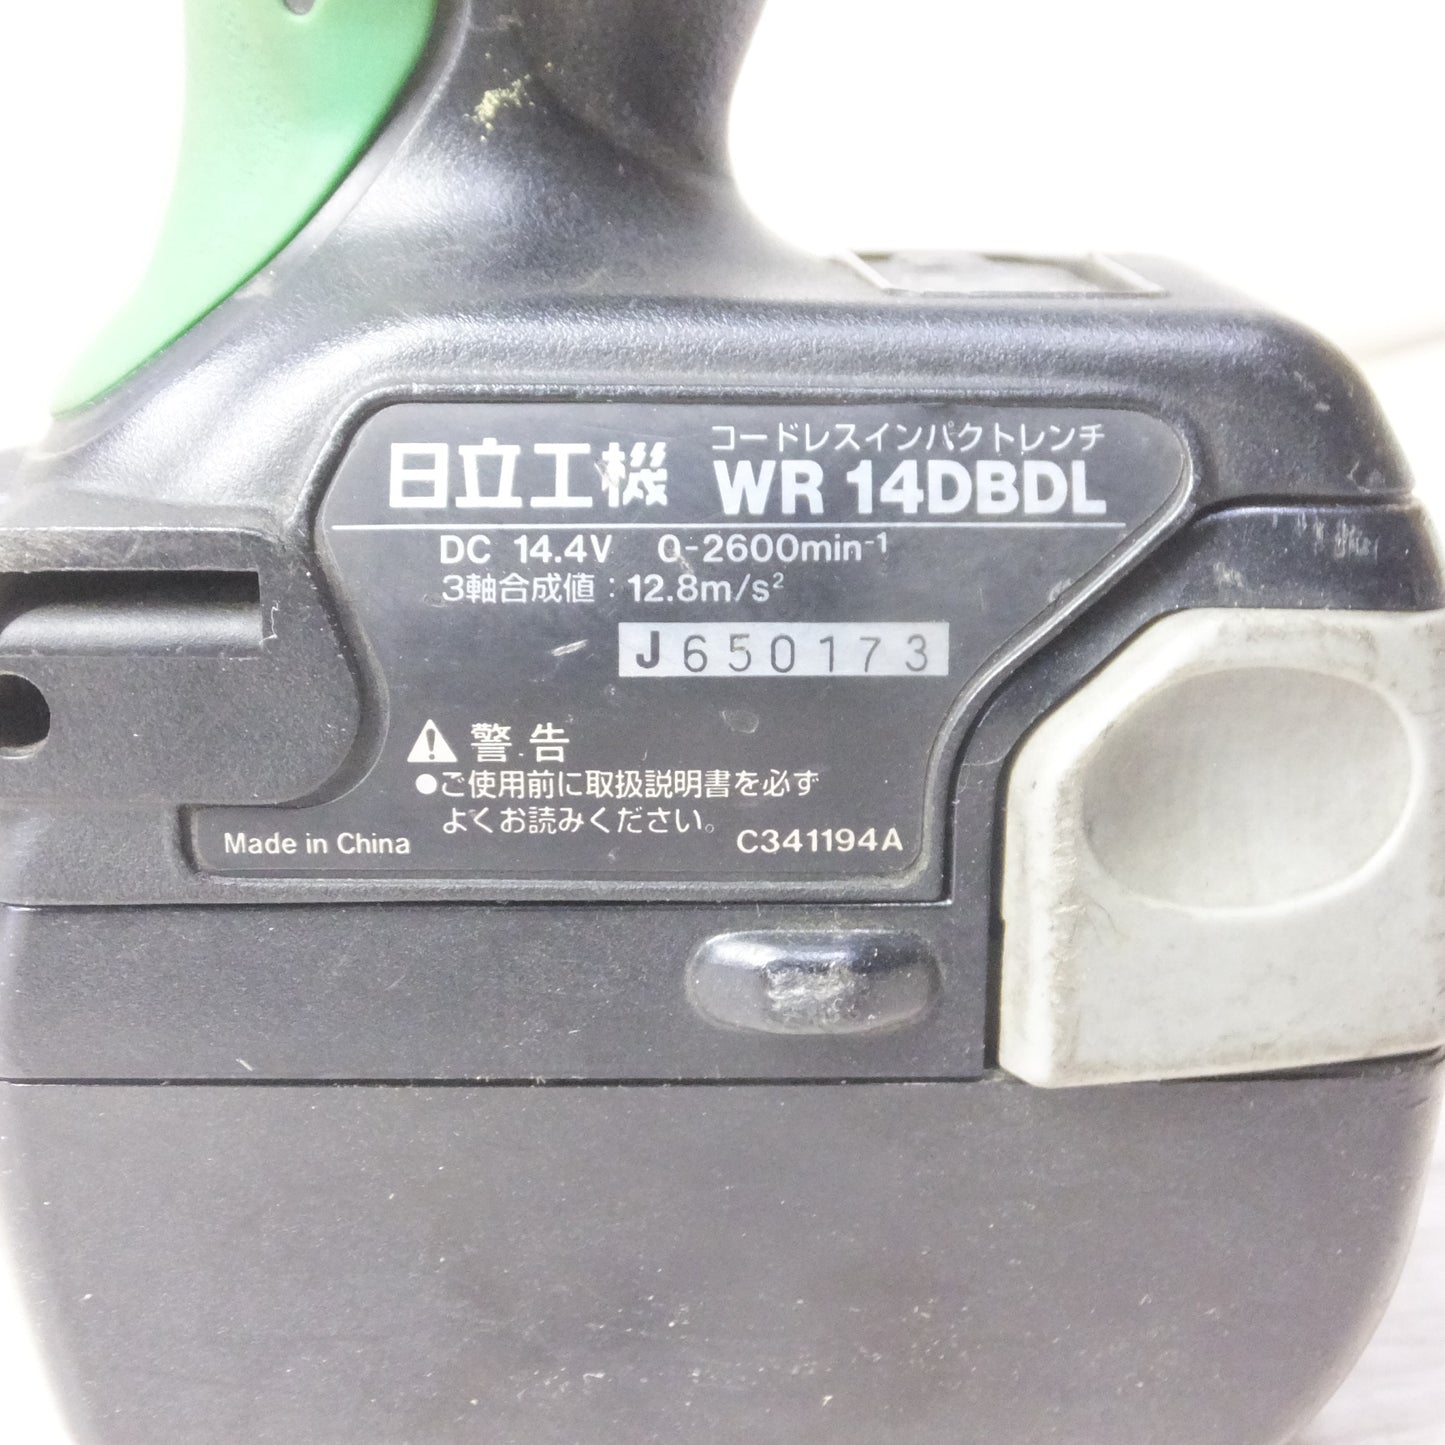 日立工機
コードレスインパクトレンチ
WR 14DBDL
DC 14.4V 0-2600min⁻¹
3軸合成値：12.8m/s²
J650173
⚠警告
●ご使用前に取扱説明書を必ず
よくお読みください。
Made in China
C341194A